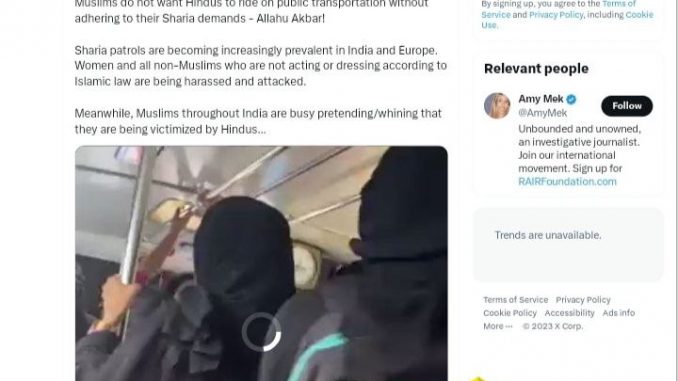 Muslims do not want Hindus to ride on public transportation without
adhering to their Sharia demands - Allahu Akbar!
Sharia patrols are becoming increasingly prevalent in India and Europe.
Women and all non-Muslims who are not acting or dressing according to
Islamic law are being harassed and attacked.
Meanwhile, Muslims throughout India are busy pretending/whining that
they are being victimized by Hindus...
By signing up, you agree to the Terms of
Service and Privacy Policy, including Cookie
Use.
Relevant people
Amy Mek
@AmyMek
Follow
Unbounded and unowned,
an investigative journalist.
Join our international
movement. Sign up for
RAIRFoundation.com
Trends are unavailable.
Terms of Service Privacy Policy
Cookie Policy Accessibility Ads info
More ··· © 2023 X Corp.